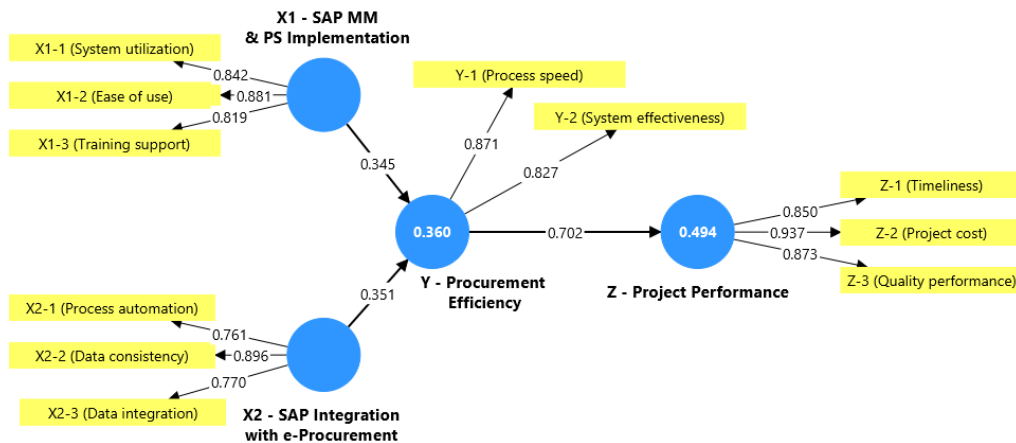 X1 - SAP MM
& PS Implementation
X1-1 (System utilization)
0.842
X1-2 (Ease of use)
0.881
0.819
X1-3 (Training support)
Y-1 (Process speed)
Y-2 (System effectiveness)
0.871
0.827
0.345
0.360
0.702
0.494
Z-1 (Timeliness)
0.850
0.937
Z-2 (Project cost)
0.873
Z-3 (Quality performance)
Y - Procurement
Efficiency
Z - Project Performance
0.351
X2-1 (Process automation)
0.761
X2-2 (Data consistency)
0.896
0.770
X2-3 (Data integration)
X2 - SAP Integration
with e-Procurement